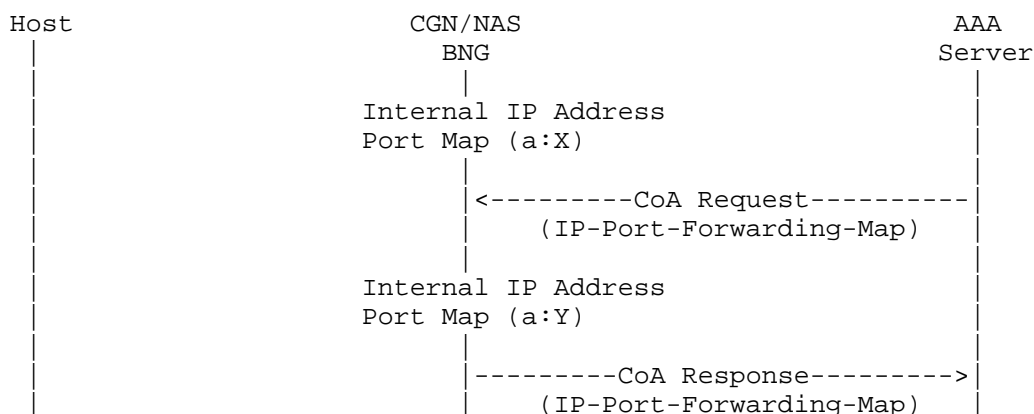 Host CGN/NAS AAA
BNG Server
Internal IP Address
Port Map (a:X)
<---------CoA Request----------
(IP-Port-Forwarding-Map)
Internal IP Address
Port Map (a:Y)
---------CoA Response--------->
(IP-Port-Forwarding-Map)